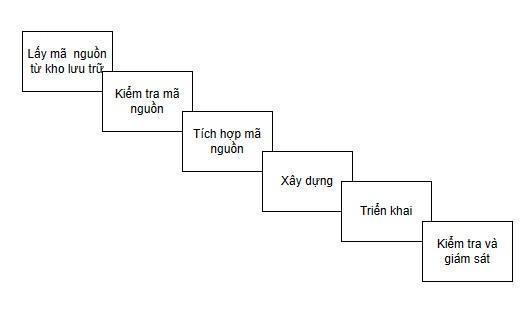 Lấy mã nguồn
từ kho lưu trữ
Kiểm tra mã
nguồn
Tích hợp mã
nguồn
Xây dựng
Triển khai
Kiểm tra và
giám sát